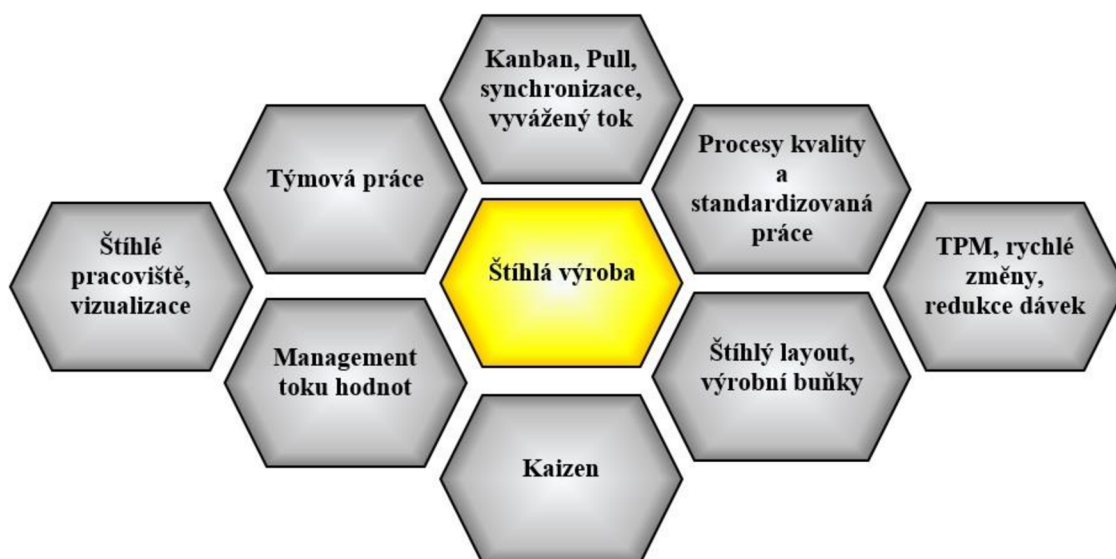 Kanban, Pull,
synchronizace,
vyvážený tok
Týmová práce
Procesy kvality
a
standardizovaná
práce
Štíhlé
pracoviště,
vizualizace
Štíhlá výroba
TPM, rychlé
změny,
redukce dávek
Management
toku hodnot
Štíhlý layout,
výrobní buňky
Kaizen